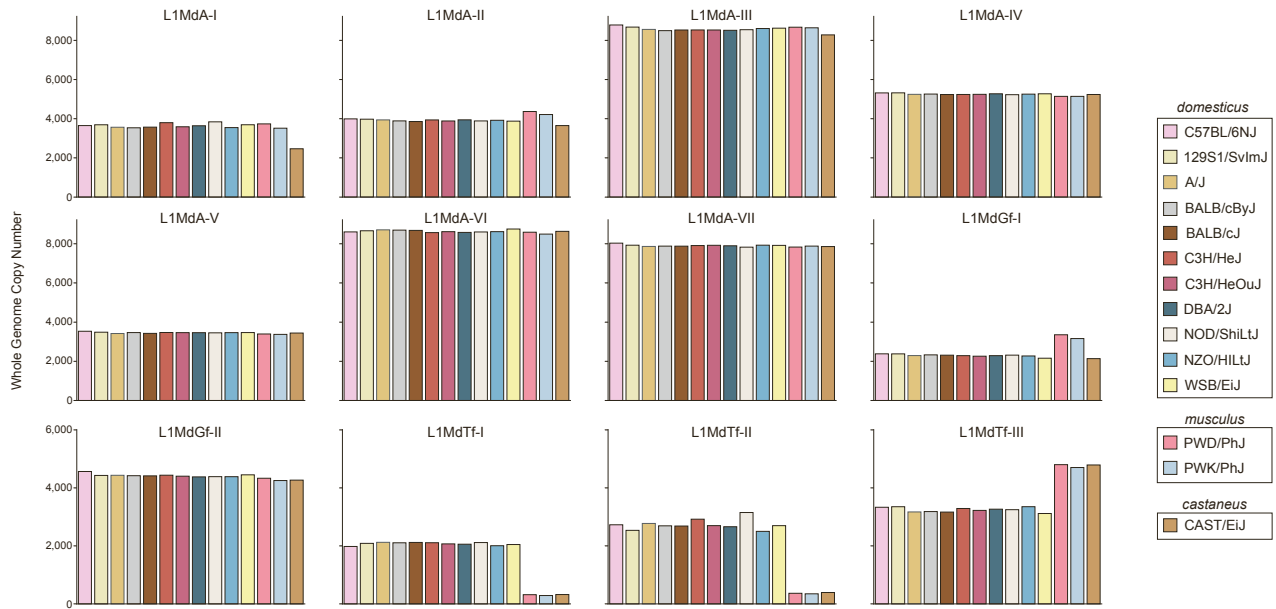 L1MdA-I
L1MdA-II
L1MdA-III
L1MdA-IV
8,000
6,000
4,000
2,000
0
L1MdA-V
L1MdA-VI
L1MdA-VII
L1MdGf-I
8,000
6,000
4,000
2,000
0
L1MdGf-II
L1MdTf-I
L1MdTf-II
L1MdTf-III
6,000
4,000
2,000
0
Whole Genome Copy Number
domesticus
C57BL/6NJ
129S1/SvImJ
A/J
BALB/cByJ
BALB/cJ
C3H/HeJ
C3H/HeOuJ
DBA/2J
NOD/ShiLtJ
NZO/HILtJ
WSB/EiJ
musculus
PWD/PhJ
PWK/PhJ
castaneus
CAST/EiJ